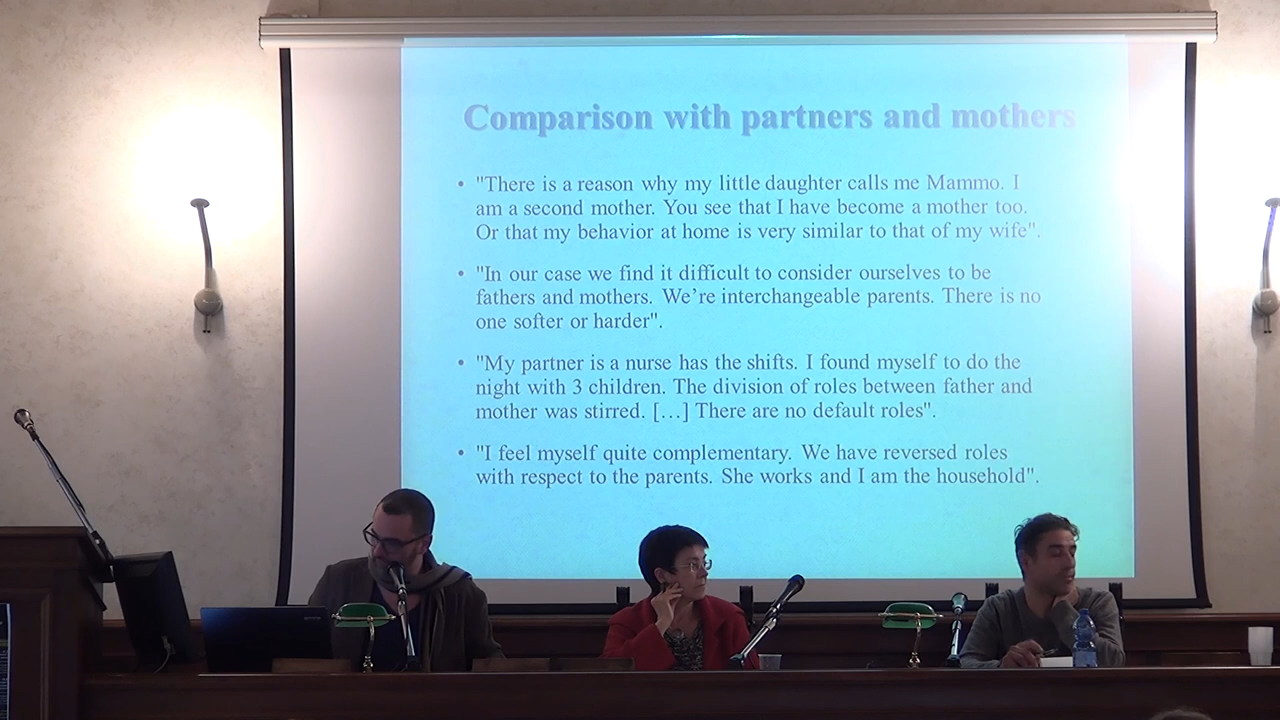 Comparison with partners and mothers
• "There is a reason why my little daughter calls me Mammo. I
am a second mother. You see that I have become a mother too.
Or that my behavior at home is very similar to that of my wife".
• "In our case we find it difficult to consider ourselves to be
fathers and mothers. We’re interchangeable parents. There is no
one softer or harder".
• "My partner is a nurse has the shifts. I found myself to do the
night with 3 children. The division of roles between father and
mother was stirred. […] There are no default roles".
• "I feel myself quite complementary. We have reversed roles
with respect to the parents. She works and I am the household".